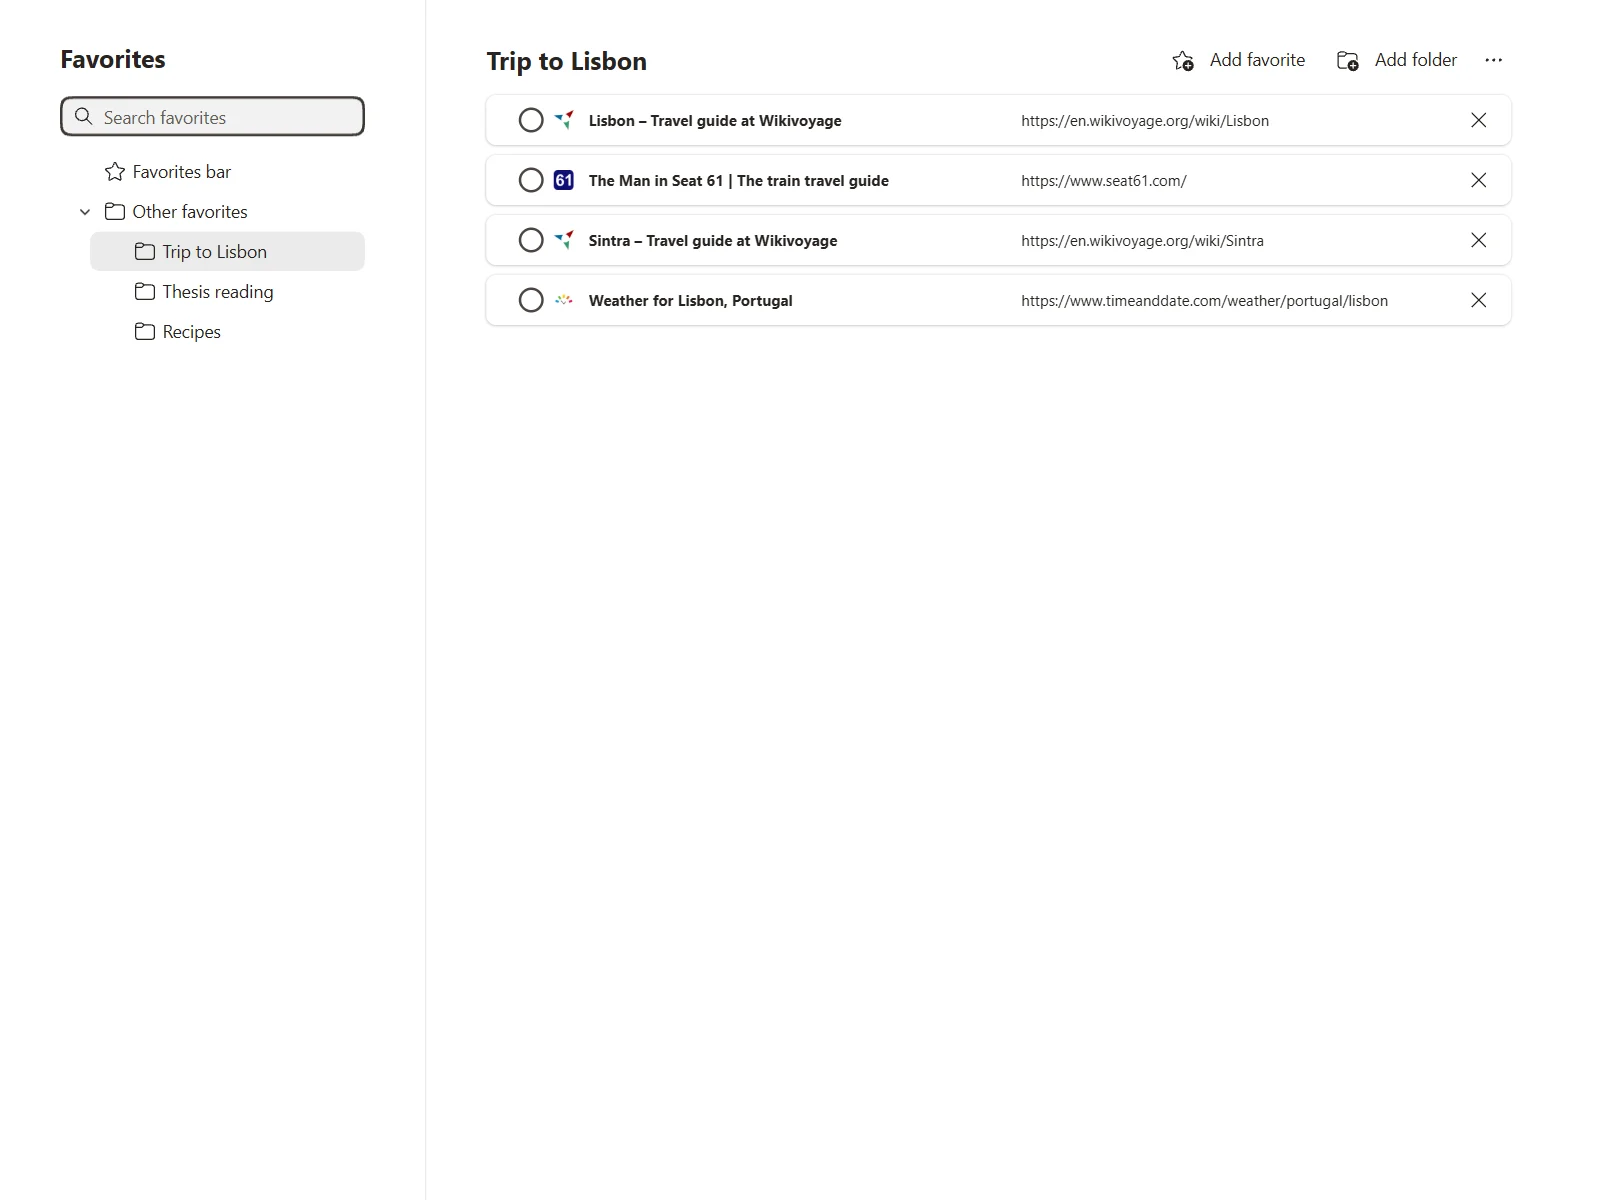 Favorites
Search favorites
Favorites bar
Other favorites
Trip to Lisbon
Thesis reading
Recipes
Trip to Lisbon
Add favorite
Add folder
Lisbon – Travel guide at Wikivoyage https://en.wikivoyage.org/wiki/Lisbon
61 The Man in Seat 61 | The train travel guide https://www.seat61.com/
Sintra – Travel guide at Wikivoyage https://en.wikivoyage.org/wiki/Sintra
Weather for Lisbon, Portugal https://www.timeanddate.com/weather/portugal/lisbon